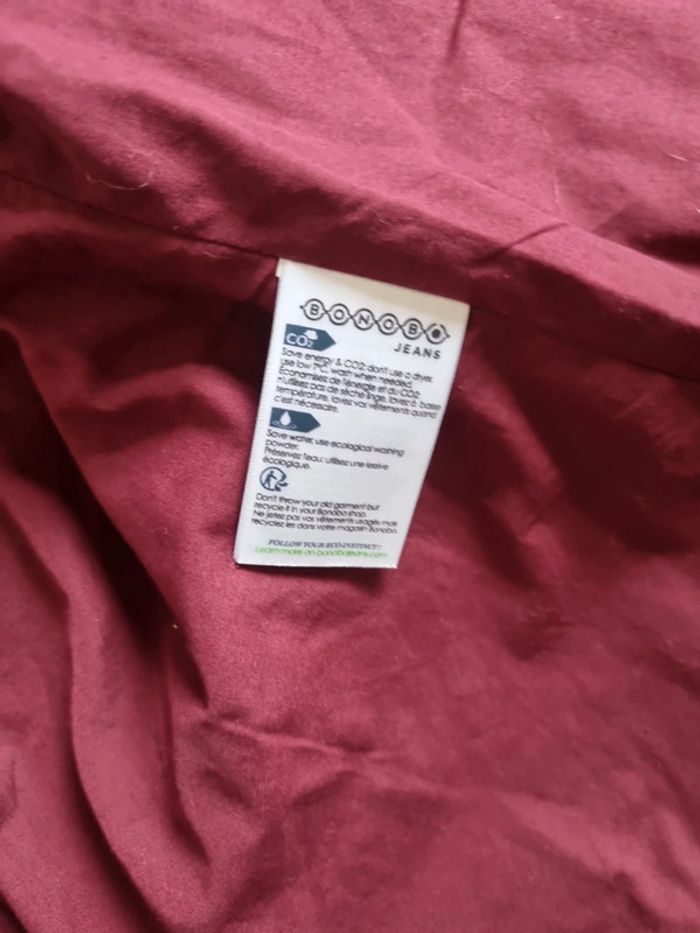 BONOBO
JEANS
CO2
Save energy & CO2: don't use a dryer,
use low T°C, wash when needed.
Économisez de l'énergie et du CO2:
n'utilisez pas de sèche linge, lavez à basse
température, lavez vos vêtements quand
c'est nécessaire.
Save water, use ecological washing
powder.
Préservez l'eau: utilisez une lessive
écologique.
Don't throw your old garment but
recycle it in your Bonobo shop.
Ne jetez pas vos vêtements usagés mais
recyclez les dans votre magasin Bonobo.
FOLLOW YOUR ECO-INSTINCT!
Learn more on bonobojeans.com